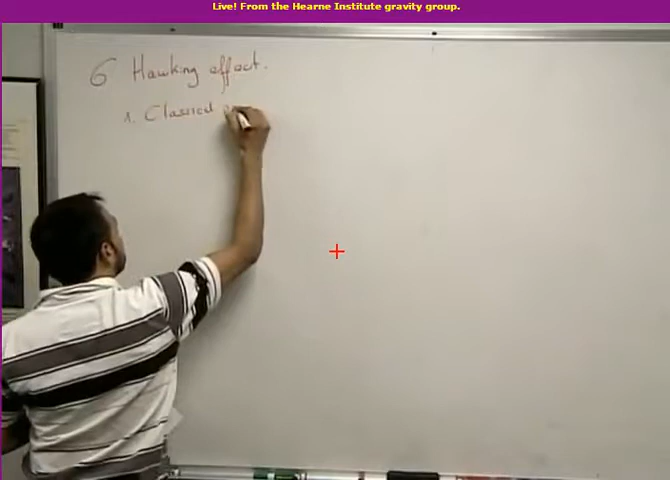 Live! From the Hearne Institute gravity group.
6 Hawking effect.
1. Classical